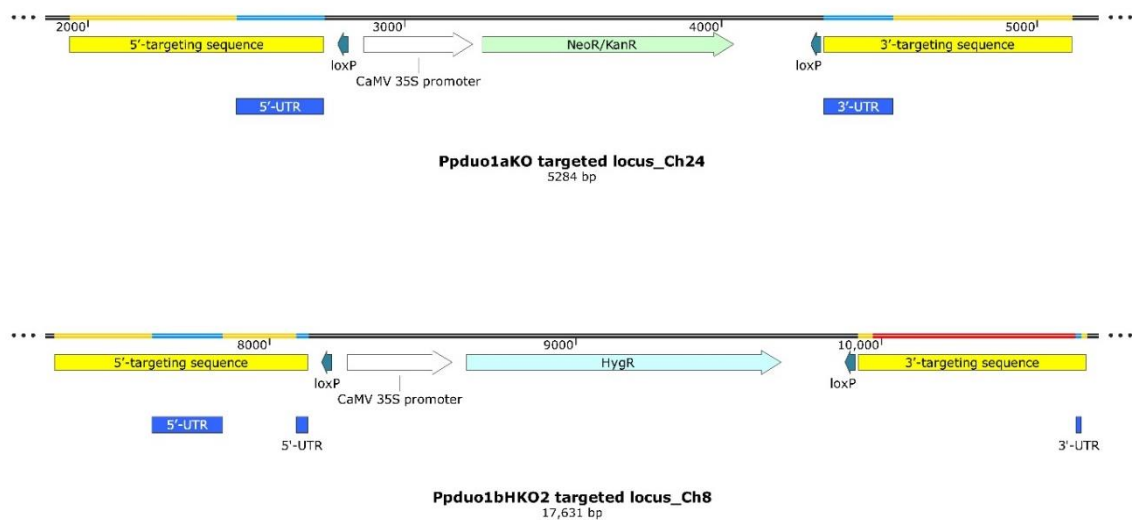 ••• •••
2000 3000 4000 5000
5′-targeting sequence NeoR/KanR 3′-targeting sequence
loxP loxP
CaMV 35S promoter
5′-UTR 3′-UTR
Ppduo1aKO targeted locus_Ch24
5284 bp
••• •••
8000 9000 10,000
5′-targeting sequence HygR 3′-targeting sequence
loxP loxP
CaMV 35S promoter
5′-UTR
5'-UTR 3'-UTR
Ppduo1bHKO2 targeted locus_Ch8
17,631 bp